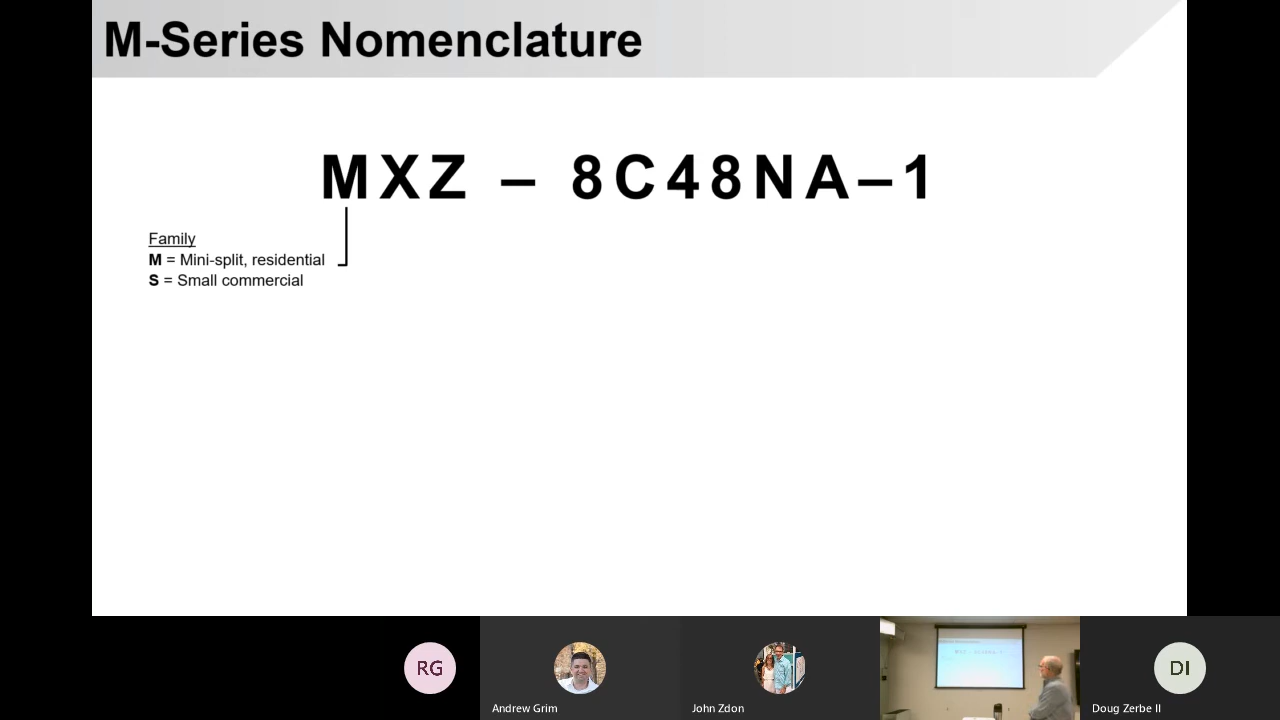 M-Series Nomenclature
MXZ – 8C48NA–1
Family
M = Mini-split, residential
S = Small commercial
RG
DI
Andrew Grim
John Zdon
Doug Zerbe II